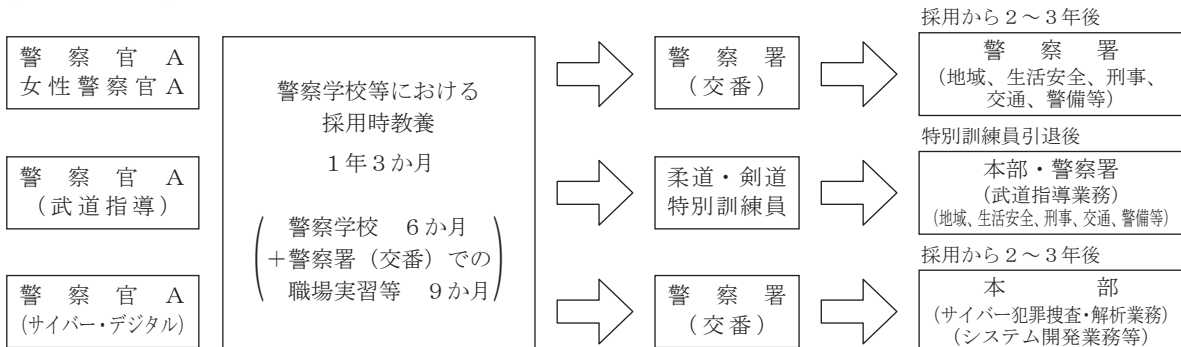 警察官A
女性警察官A
警察官A
(武道指導)
警察官A
(サイバー・デジタル)
警察学校等における
採用時教養
1年3か月
警察学校 6か月
+警察署(交番)での
職場実習等 9か月
警察署
(交番)
柔道・剣道
特別訓練員
警察署
(交番)
採用から2~3年後
警察署
(地域、生活安全、刑事、
交通、警備等)
特別訓練員引退後
本部・警察署
(武道指導業務)
(地域、生活安全、刑事、交通、警備等)
採用から2~3年後
本部
(サイバー犯罪捜査・解析業務)
(システム開発業務等)